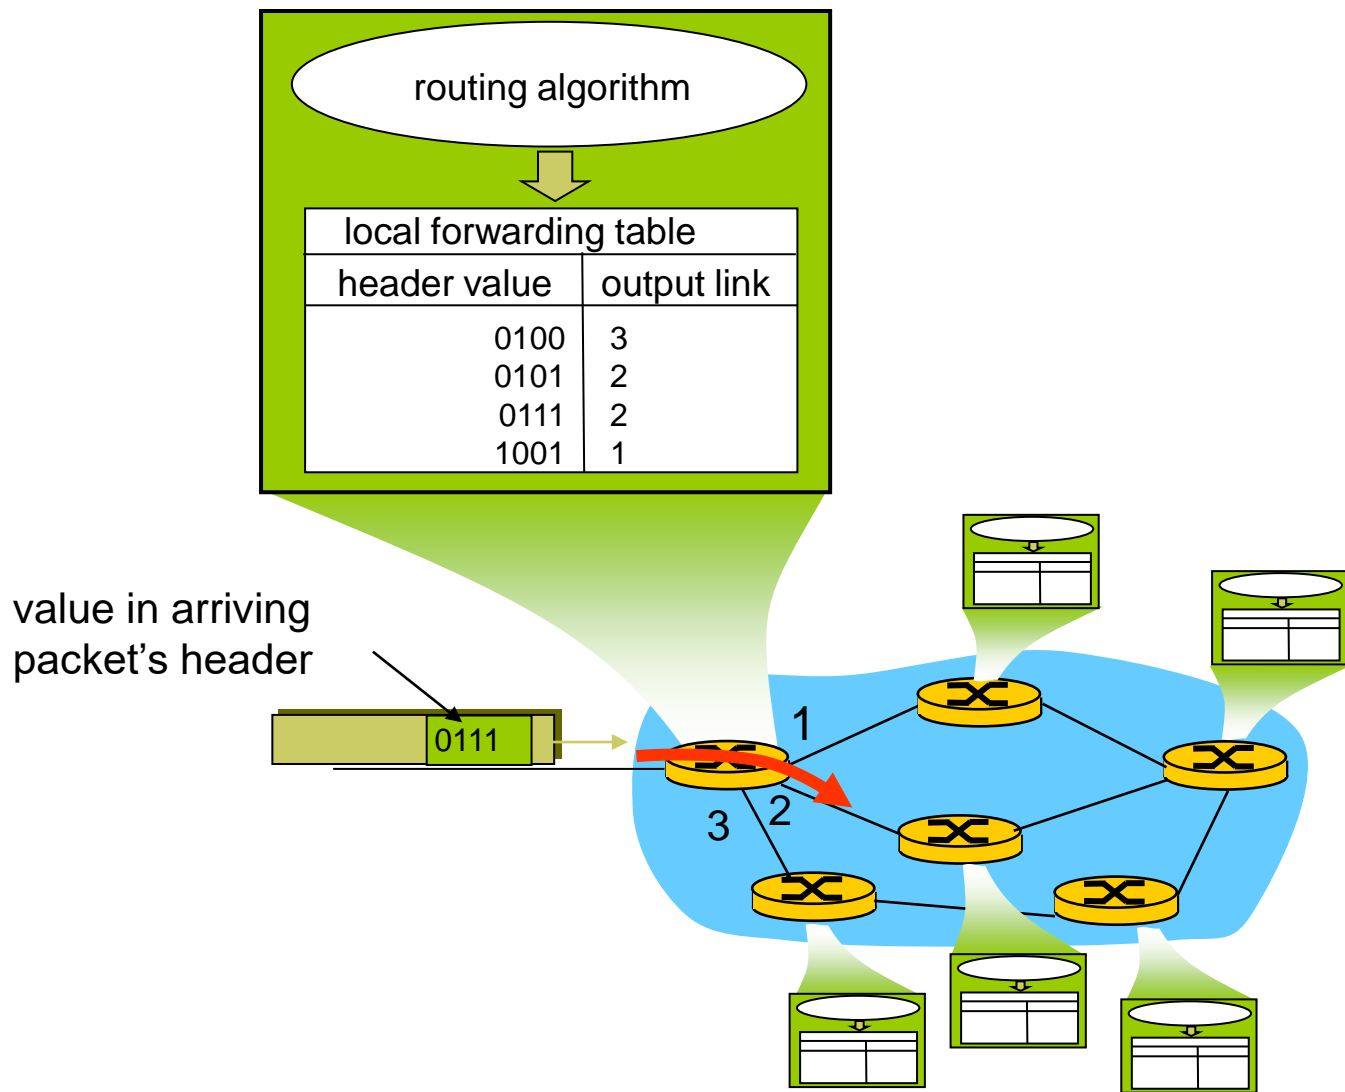 routing algorithm
local forwarding table
header value output link
0100 3
0101 2
0111 2
1001 1
value in arriving
packet’s header
0111
1
2
3